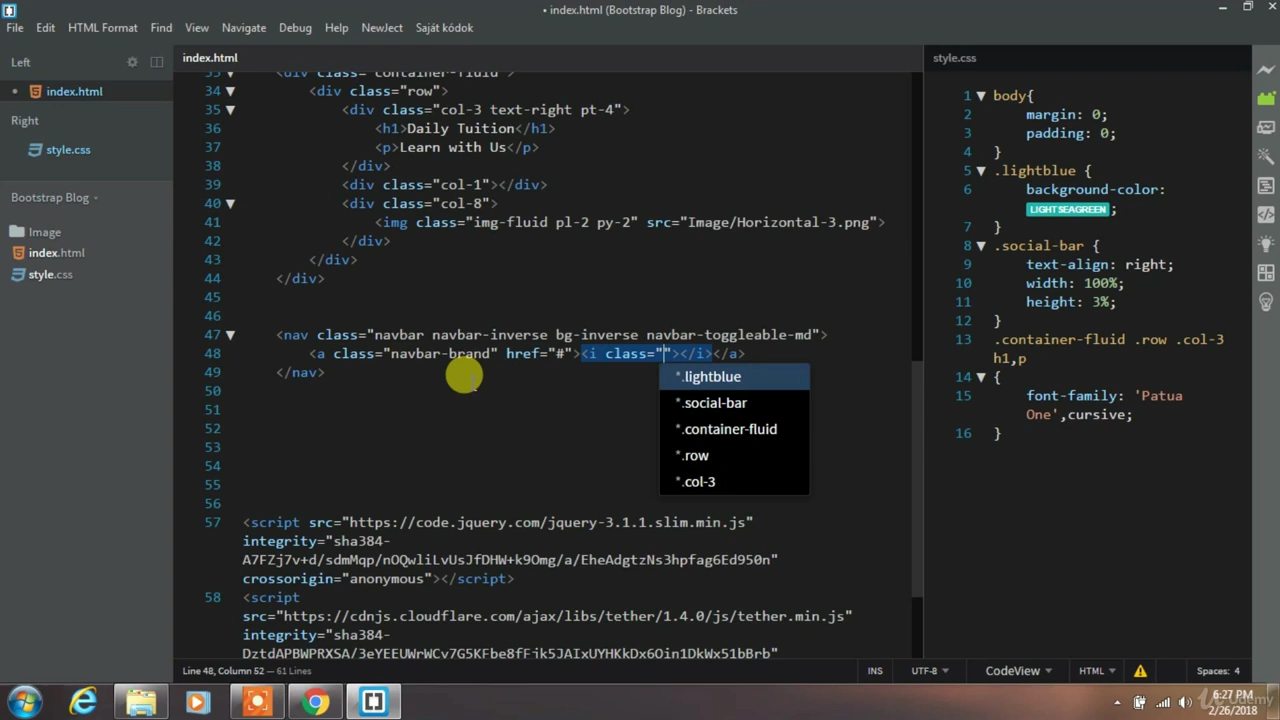 • index.html (Bootstrap Blog) - Brackets
File Edit HTML Format Find View Navigate Debug Help NewJect Saját kódok
Left
• index.html
Right
style.css
Bootstrap Blog
Image
index.html
style.css
index.html
33 <div class="container-fluid">
34 <div class="row">
35 <div class="col-3 text-right pt-4">
36 <h1>Daily Tuition</h1>
37 <p>Learn with Us</p>
38 </div>
39 <div class="col-1"></div>
40 <div class="col-8">
41 <img class="img-fluid pl-2 py-2" src="Image/Horizontal-3.png">
42 </div>
43 </div>
44 </div>
45
46
47 <nav class="navbar navbar-inverse bg-inverse navbar-toggleable-md">
48 <a class="navbar-brand" href="#"><i class=""></i></a>
49 </nav>
50
51
52
53
54
55
56
*.lightblue
*.social-bar
*.container-fluid
*.row
*.col-3
57 <script src="https://code.jquery.com/jquery-3.1.1.slim.min.js"
integrity="sha384-
A7FZj7v+d/sdmMqp/nOQwliLvUsJfDHW+k9Omg/a/EheAdgtzNs3hpfag6Ed950n"
crossorigin="anonymous"></script>
58 <script
src="https://cdnjs.cloudflare.com/ajax/libs/tether/1.4.0/js/tether.min.js"
integrity="sha384-
DztdAPBWPRXSA/3eYEEUWrWCy7G5KFbe8fFjk5JAIxUYHKkDx6Qin1DkWx51bBrb"
style.css
1 body{
2 margin: 0;
3 padding: 0;
4 }
5 .lightblue {
6 background-color:
LIGHTSEAGREEN;
7 }
8 .social-bar {
9 text-align: right;
10 width: 100%;
11 height: 3%;
12 }
13 .container-fluid .row .col-3
h1,p
14 {
15 font-family: 'Patua
One',cursive;
16 }
Line 48, Column 52 — 61 Lines
INS UTF-8 CodeView HTML Spaces: 4
6:27 PM
2/26/2018
Udemy